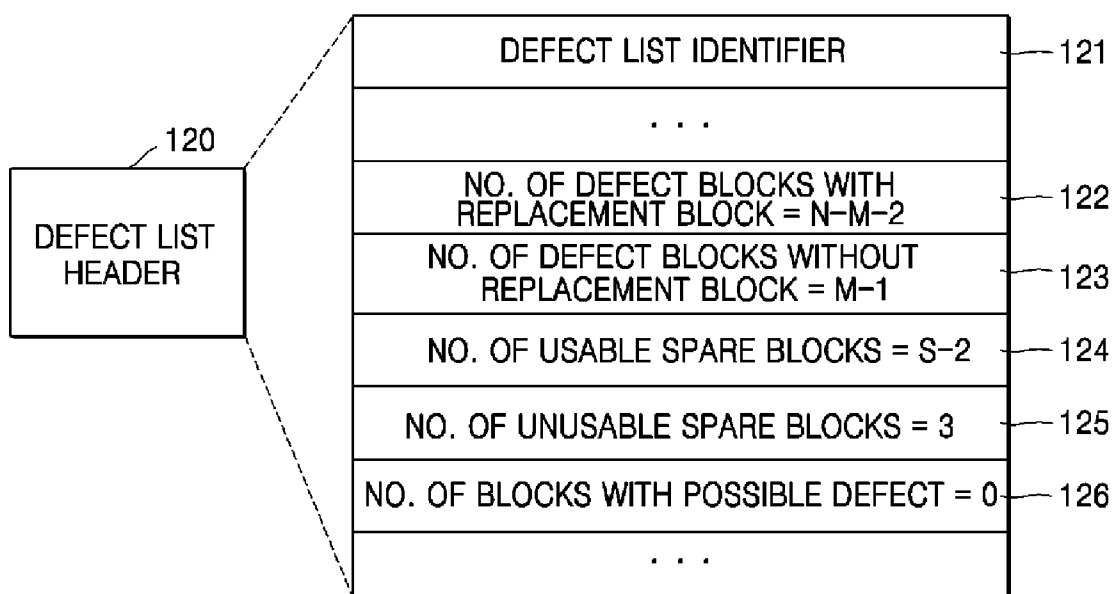 120
DEFECT LIST
HEADER
DEFECT LIST IDENTIFIER
121
. . .
NO. OF DEFECT BLOCKS WITH
REPLACEMENT BLOCK = N-M-2
122
NO. OF DEFECT BLOCKS WITHOUT
REPLACEMENT BLOCK = M-1
123
NO. OF USABLE SPARE BLOCKS = S-2
124
NO. OF UNUSABLE SPARE BLOCKS = 3
125
NO. OF BLOCKS WITH POSSIBLE DEFECT = 0
126
. . .